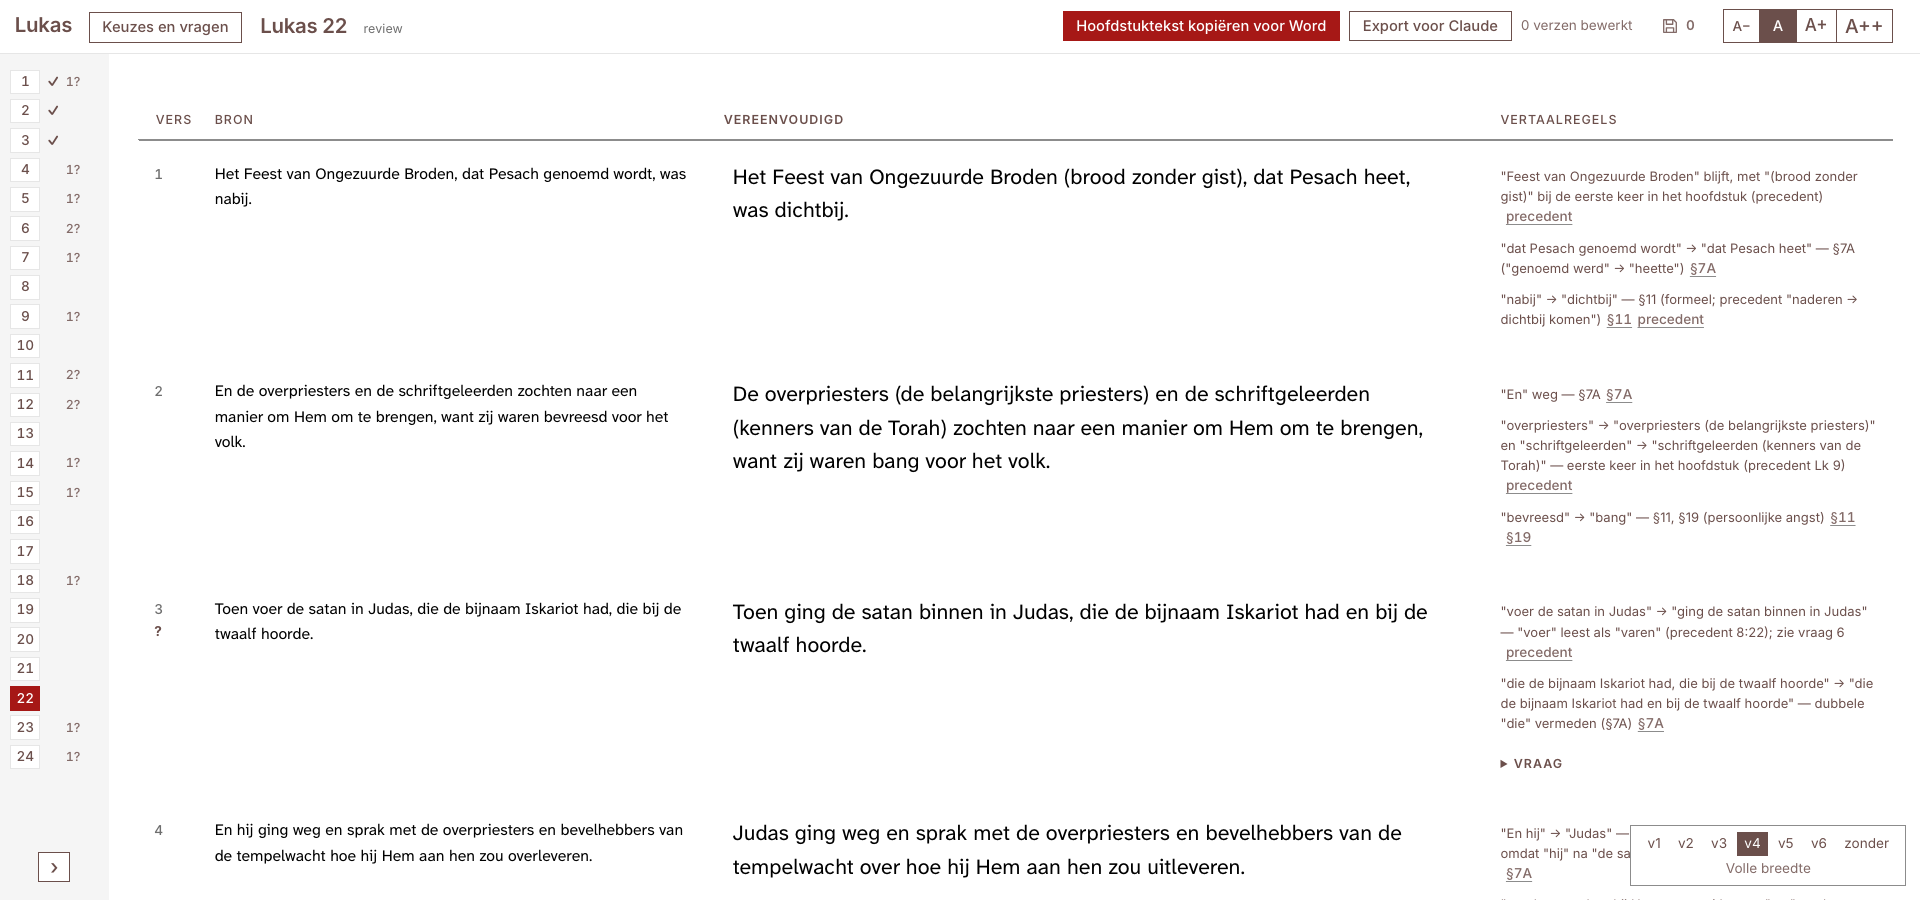 Lukas
Keuzes en vragen
Lukas 22
review
Hoofdstuktekst kopiëren voor Word
Export voor Claude
0 verzen bewerkt
0
A−
A
A+
A++
1 ✓ 1?
2 ✓
3 ✓
4 1?
5 1?
6 2?
7 1?
8
9 1?
10
11 2?
12 2?
13
14 1?
15 1?
16
17
18 1?
19
20
21
22
23 1?
24 1?
›
VERS
BRON
VEREENVOUDIGD
VERTAALREGELS
1
Het Feest van Ongezuurde Broden, dat Pesach genoemd wordt, was
nabij.
Het Feest van Ongezuurde Broden (brood zonder gist), dat Pesach heet,
was dichtbij.
"Feest van Ongezuurde Broden" blijft, met "(brood zonder
gist)" bij de eerste keer in het hoofdstuk (precedent)
precedent
"dat Pesach genoemd wordt" → "dat Pesach heet" — §7A
("genoemd werd" → "heette") §7A
"nabij" → "dichtbij" — §11 (formeel; precedent "naderen →
dichtbij komen") §11 precedent
2
En de overpriesters en de schriftgeleerden zochten naar een
manier om Hem om te brengen, want zij waren bevreesd voor het
volk.
De overpriesters (de belangrijkste priesters) en de schriftgeleerden
(kenners van de Torah) zochten naar een manier om Hem om te brengen,
want zij waren bang voor het volk.
"En" weg — §7A §7A
"overpriesters" → "overpriesters (de belangrijkste priesters)"
en "schriftgeleerden" → "schriftgeleerden (kenners van de
Torah)" — eerste keer in het hoofdstuk (precedent Lk 9)
precedent
"bevreesd" → "bang" — §11, §19 (persoonlijke angst) §11
§19
3
?
Toen voer de satan in Judas, die de bijnaam Iskariot had, die bij de
twaalf hoorde.
Toen ging de satan binnen in Judas, die de bijnaam Iskariot had en bij de
twaalf hoorde.
"voer de satan in Judas" → "ging de satan binnen in Judas"
— "voer" leest als "varen" (precedent 8:22); zie vraag 6
precedent
"die de bijnaam Iskariot had, die bij de twaalf hoorde" → "die
de bijnaam Iskariot had en bij de twaalf hoorde" — dubbele
"die" vermeden (§7A) §7A
▶ VRAAG
4
En hij ging weg en sprak met de overpriesters en bevelhebbers van
de tempelwacht hoe hij Hem aan hen zou overleveren.
Judas ging weg en sprak met de overpriesters en bevelhebbers van de
tempelwacht over hoe hij Hem aan hen zou uitleveren.
"En hij" → "Judas" —
omdat "hij" na "de sa
§7A
v1 v2 v3 v4 v5 v6 zonder
Volle breedte